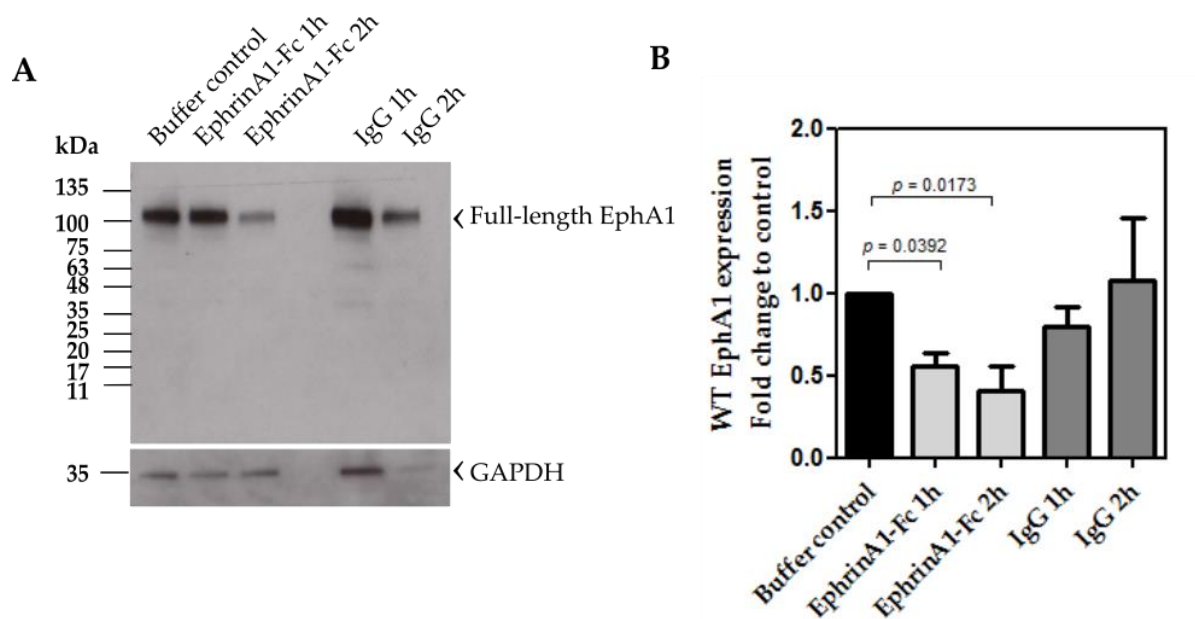 A
Buffer control
EphrinA1-Fc 1h
EphrinA1-Fc 2h
IgG 1h
IgG 2h
kDa
135
100
75
63
48
35
25
20
17
11
Full-length EphA1
35
GAPDH
B
WT EphA1 expression
Fold change to control
2.0
1.5
1.0
0.5
0.0
p = 0.0173
p = 0.0392
Buffer control
EphrinA1-Fc 1h
EphrinA1-Fc 2h
IgG 1h
IgG 2h